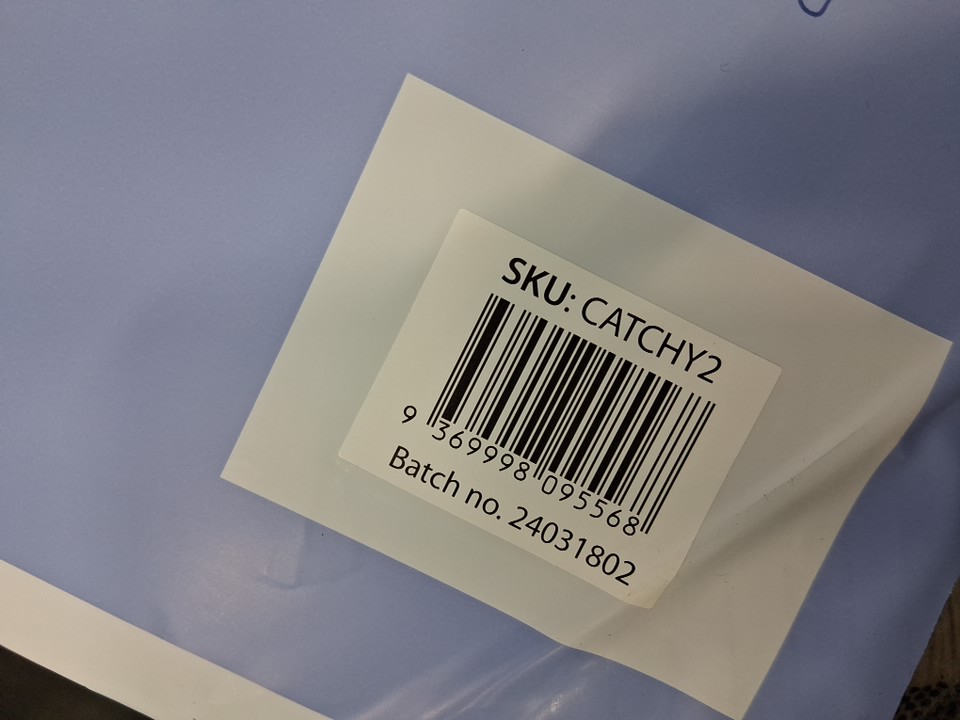 SKU: CATCHY2
9 369998 095568
Batch no. 24031802